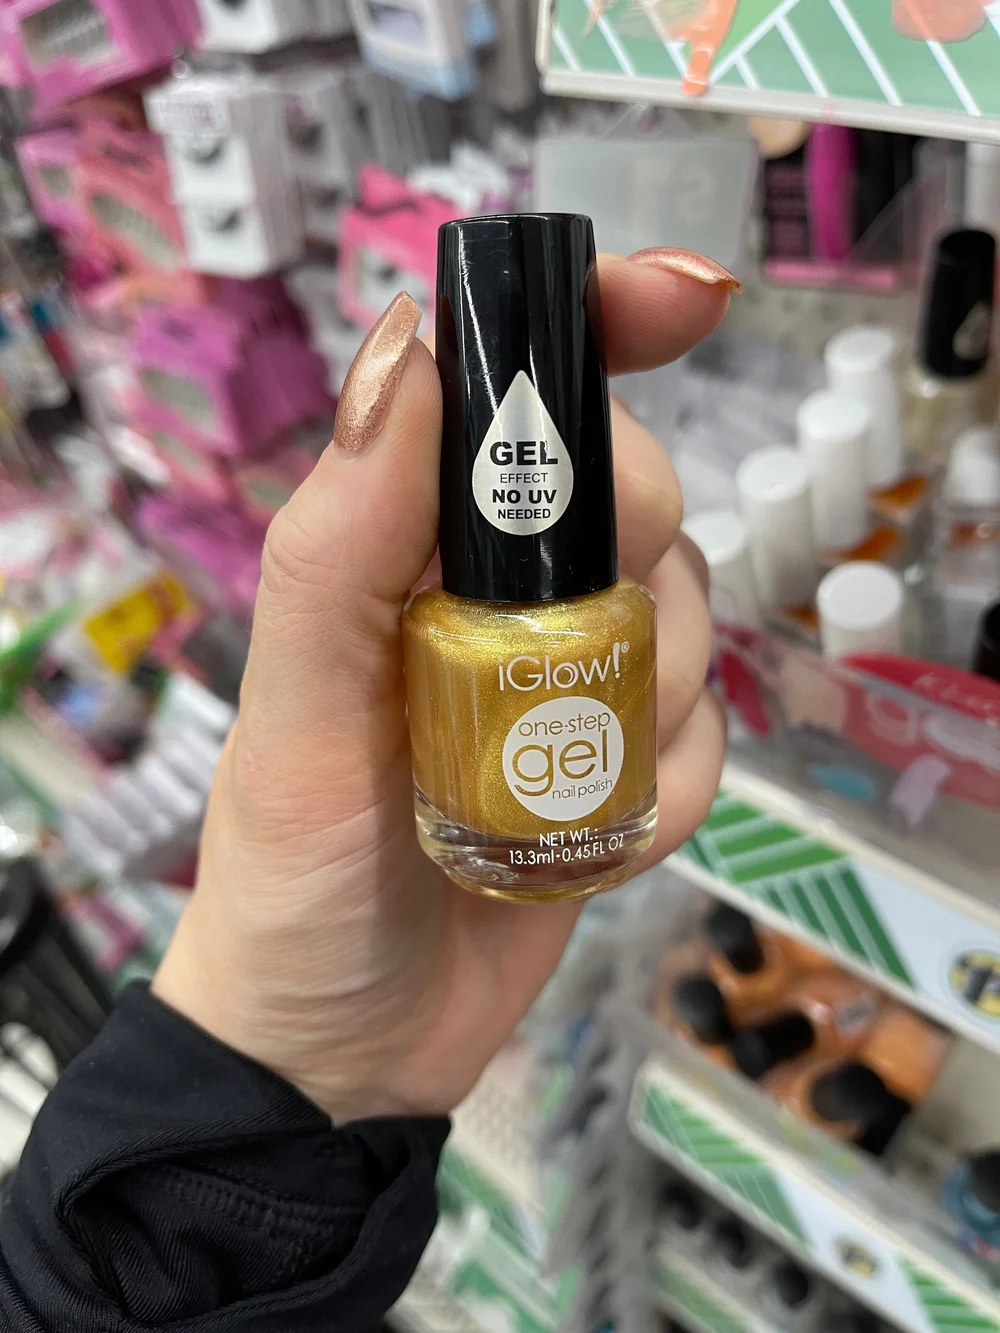 GEL
EFFECT
NO UV
NEEDED
iGlow!®
one-step
gel
nail polish
NET WT.:
13.3ml-0.45 FL OZ